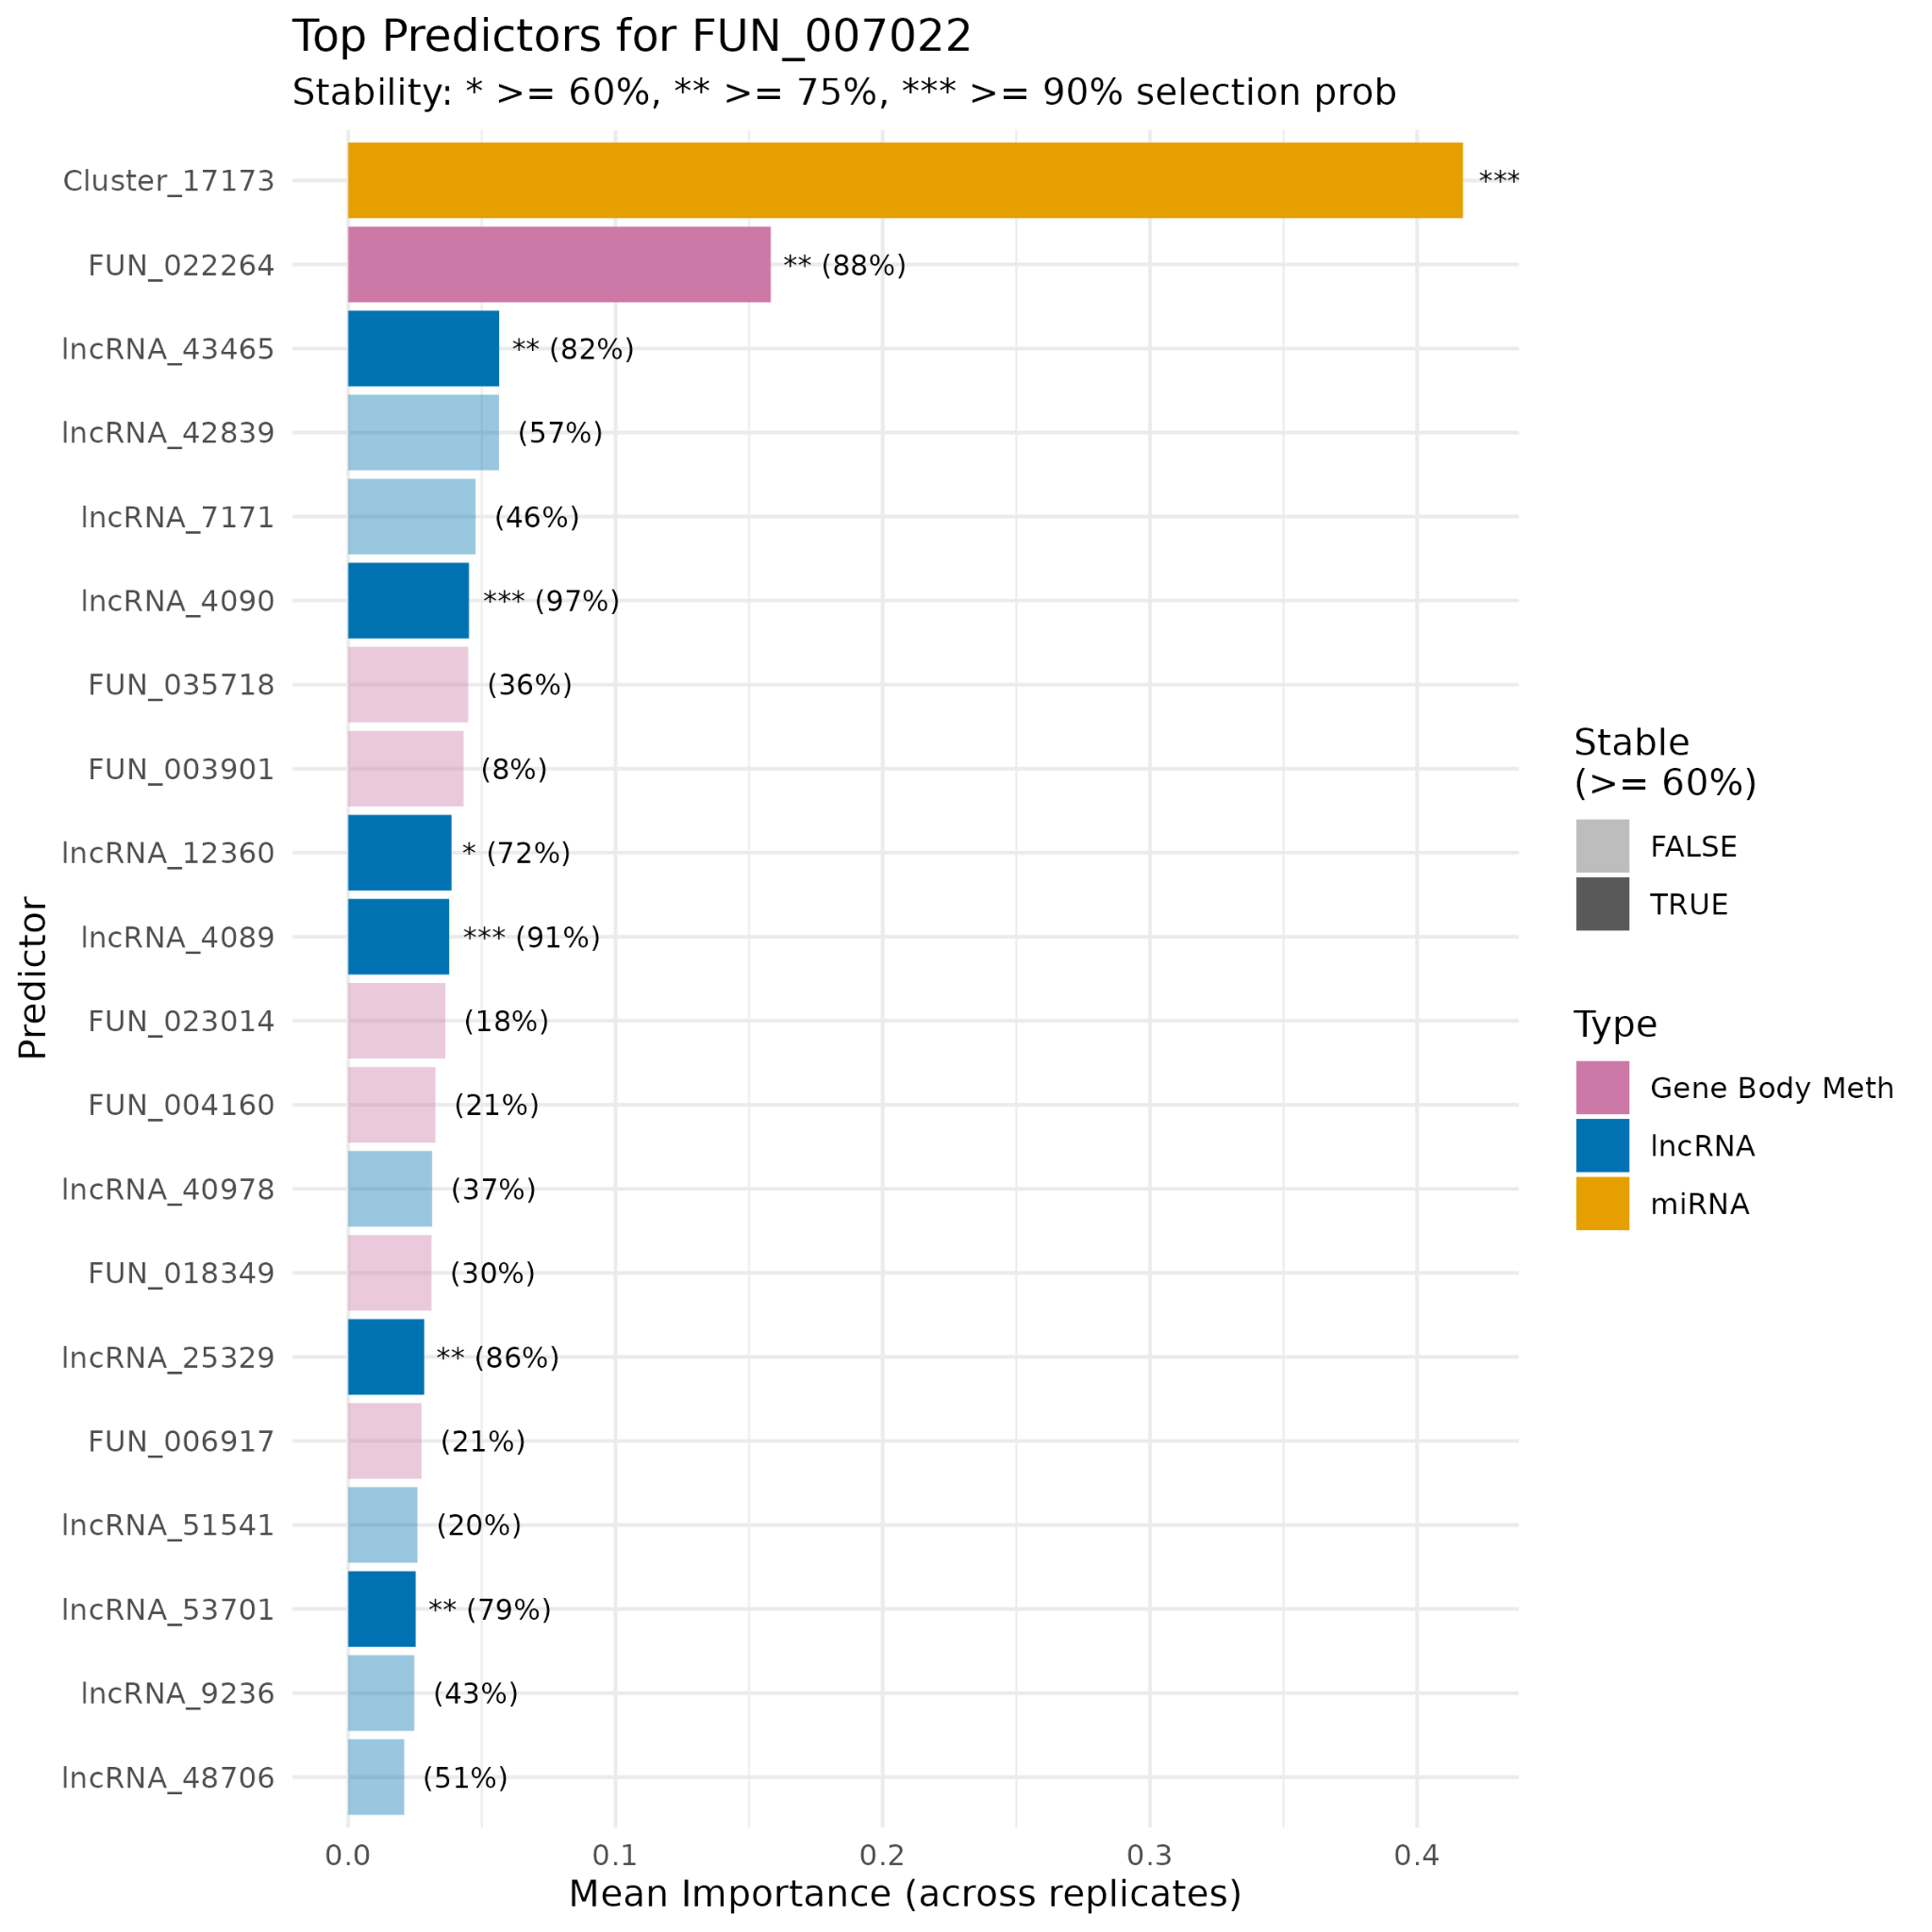 Top Predictors for FUN_007022
Stability: * >= 60%, ** >= 75%, *** >= 90% selection prob
Cluster_17173 ***
FUN_022264 ** (88%)
lncRNA_43465 ** (82%)
lncRNA_42839 (57%)
lncRNA_7171 (46%)
lncRNA_4090 *** (97%)
FUN_035718 (36%)
FUN_003901 (8%)
lncRNA_12360 * (72%)
lncRNA_4089 *** (91%)
FUN_023014 (18%)
FUN_004160 (21%)
lncRNA_40978 (37%)
FUN_018349 (30%)
lncRNA_25329 ** (86%)
FUN_006917 (21%)
lncRNA_51541 (20%)
lncRNA_53701 ** (79%)
lncRNA_9236 (43%)
lncRNA_48706 (51%)
0.0 0.1 0.2 0.3 0.4
Mean Importance (across replicates)
Predictor
Stable
(>= 60%)
FALSE
TRUE
Type
Gene Body Meth
lncRNA
miRNA